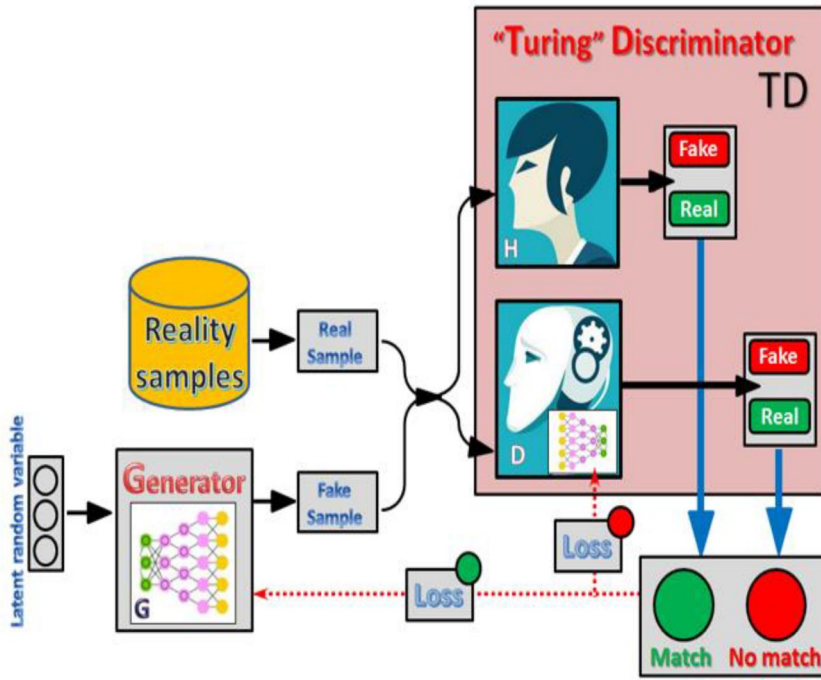 “Turing” Discriminator
TD
H
Fake
Real
Reality
samples
Real
Sample
D
Fake
Real
Latent random variable
Generator
G
Fake
Sample
Loss
Loss
Match
No match